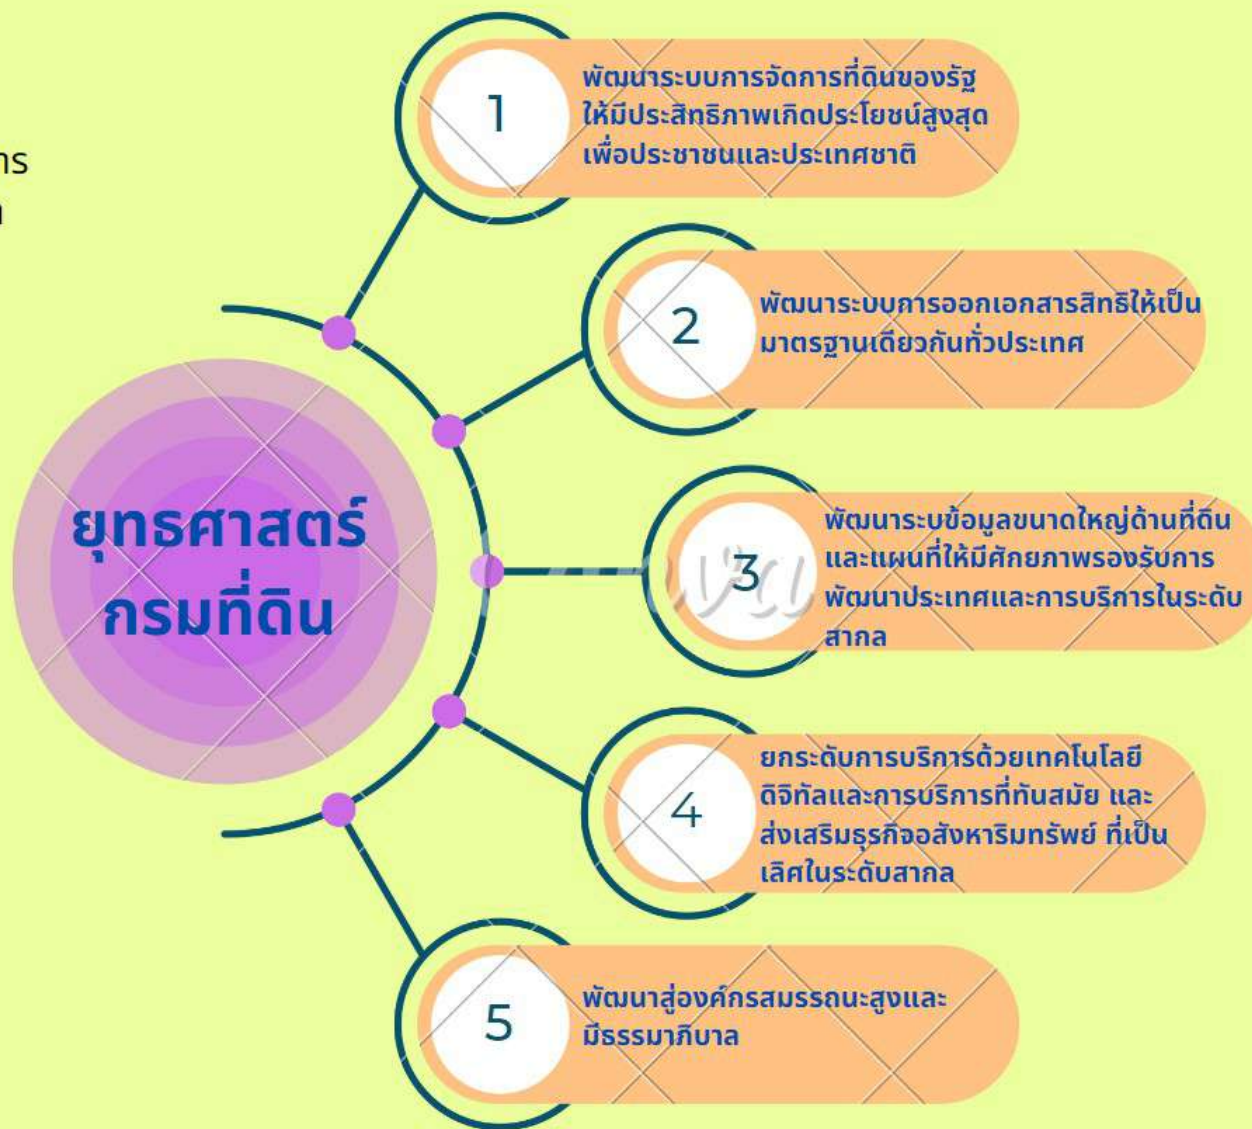 1
พัฒนาระบบการจัดการที่ดินของรัฐ
ให้มีประสิทธิภาพเกิดประโยชน์สูงสุด
เพื่อประชาชนและประเทศชาติ
2
พัฒนาระบบการออกเอกสารสิทธิให้เป็น
มาตรฐานเดียวกันทั่วประเทศ
ยุทธศาสตร์
กรมที่ดิน
3
พัฒนาระบข้อมูลขนาดใหญ่ด้านที่ดิน
และแผนที่ให้มีศักยภาพรองรับการ
พัฒนาประเทศและการบริการในระดับ
สากล
4
ยกระดับการบริการด้วยเทคโนโลยี
ดิจิทัลและการบริการที่ทันสมัย และ
ส่งเสริมธุรกิจอสังหาริมทรัพย์ ที่เป็น
เลิศในระดับสากล
5
พัฒนาสู่องค์กรสมรรถนะสูงและ
มีธรรมาภิบาล